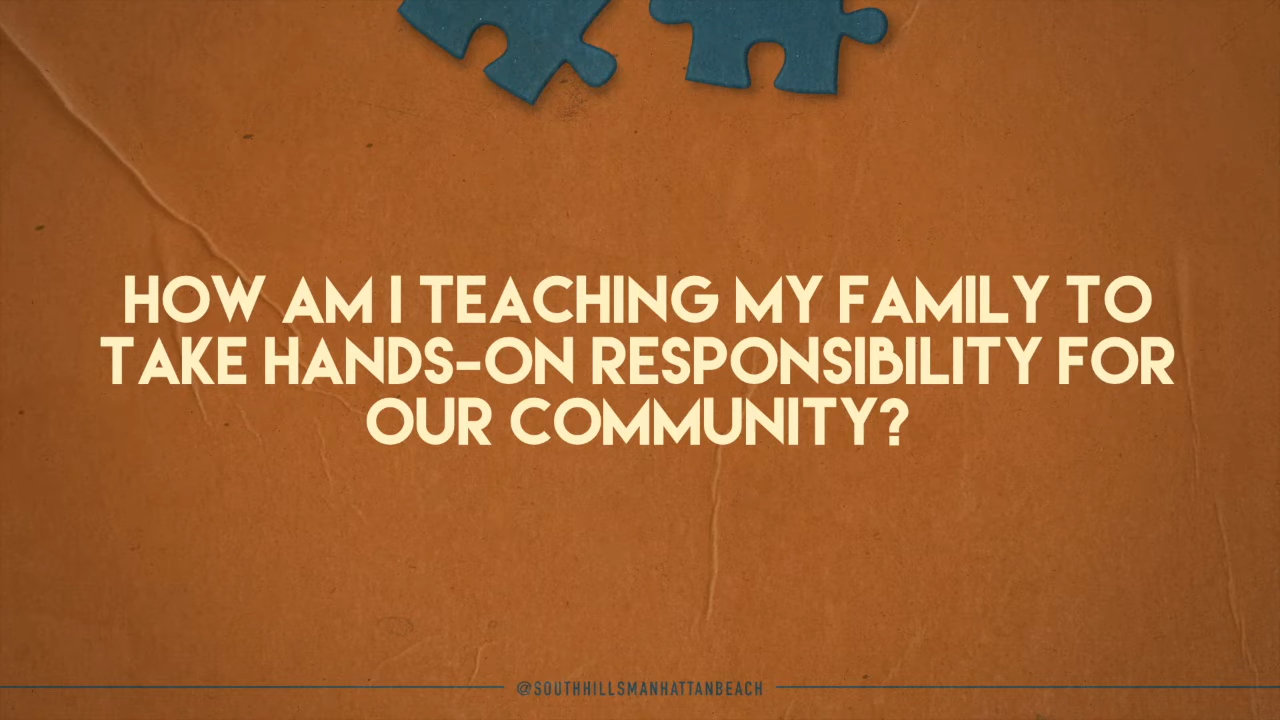 HOW AM I TEACHING MY FAMILY TO
TAKE HANDS-ON RESPONSIBILITY FOR
OUR COMMUNITY?
@SOUTHHILLSMANHATTANBEACH